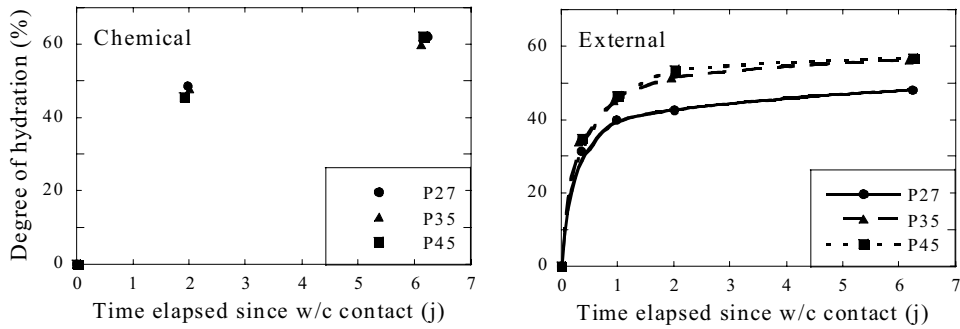 Degree of hydration (%)
Chemical
60
40
20
0
P27
P35
P45
0 1 2 3 4 5 6 7
Time elapsed since w/c contact (j)
External
60
40
20
0
P27
P35
P45
0 1 2 3 4 5 6 7
Time elapsed since w/c contact (j)